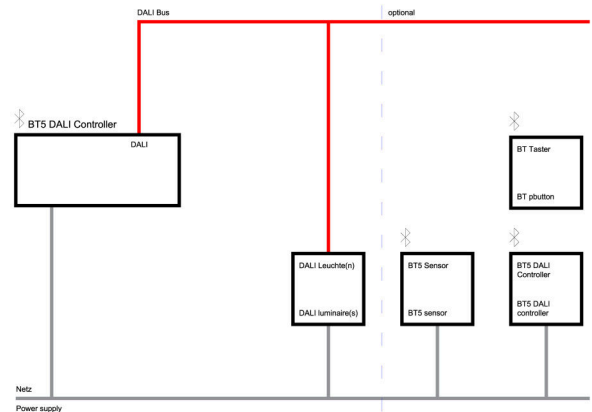 DALI Bus
optional
BT5 DALI Controller
DALI
BT Taster
BT pbutton
DALI Leuchte(n)
DALI luminaire(s)
BT5 Sensor
BT5 sensor
BT5 DALI
Controller
BT5 DALI
controller
Netz
Power supply